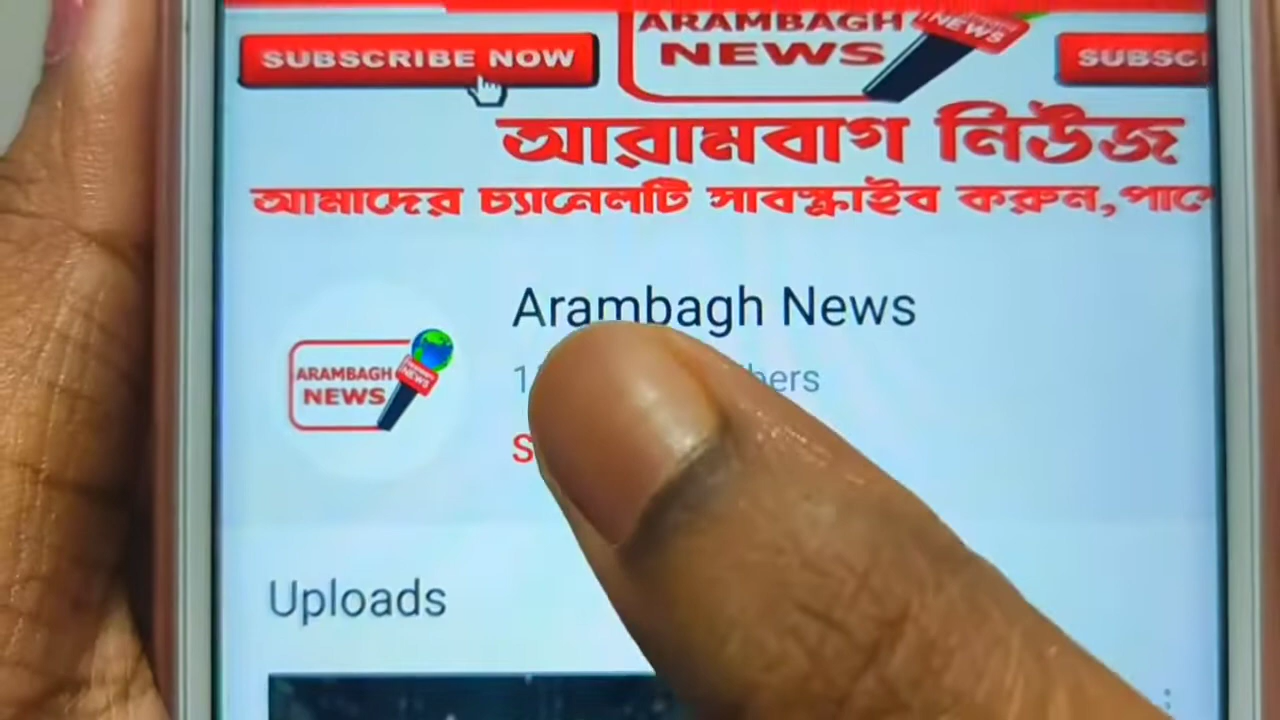 ARAMBAGH
NEWS
NEWS
SUBSCRIBE NOW
আরামবাগ নিউজ
আমাদের চ্যানেলটি সাবস্ক্রাইব করুন,
Arambagh News
ARAMBAGH
NEWS
NEWS
Uploads